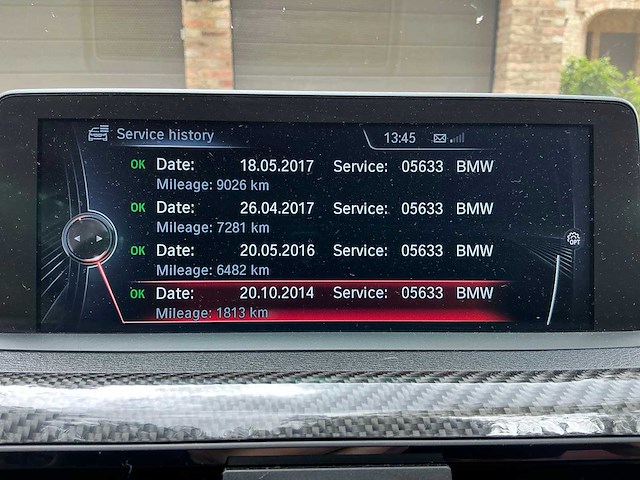 Service history 13:45
OK Date: 18.05.2017 Service: 05633 BMW
Mileage: 9026 km
OK Date: 26.04.2017 Service: 05633 BMW
Mileage: 7281 km
OK Date: 20.05.2016 Service: 05633 BMW
Mileage: 6482 km
OPT
OK Date: 20.10.2014 Service: 05633 BMW
Mileage: 1813 km